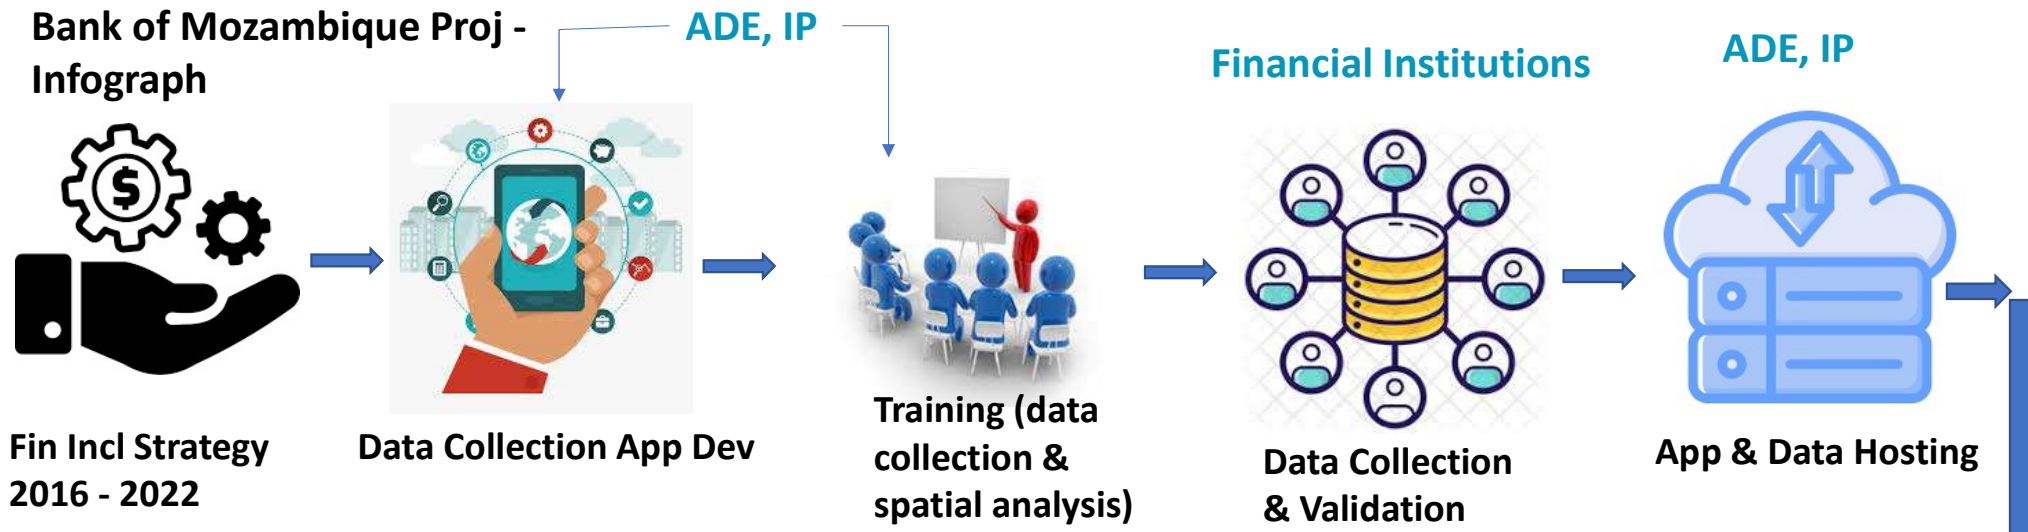 Bank of Mozambique Proj -
Infograph
ADE, IP
Financial Institutions
ADE, IP
$
Fin Incl Strategy
2016 - 2022
Data Collection App Dev
Training (data
collection &
spatial analysis)
Data Collection
& Validation
App & Data Hosting